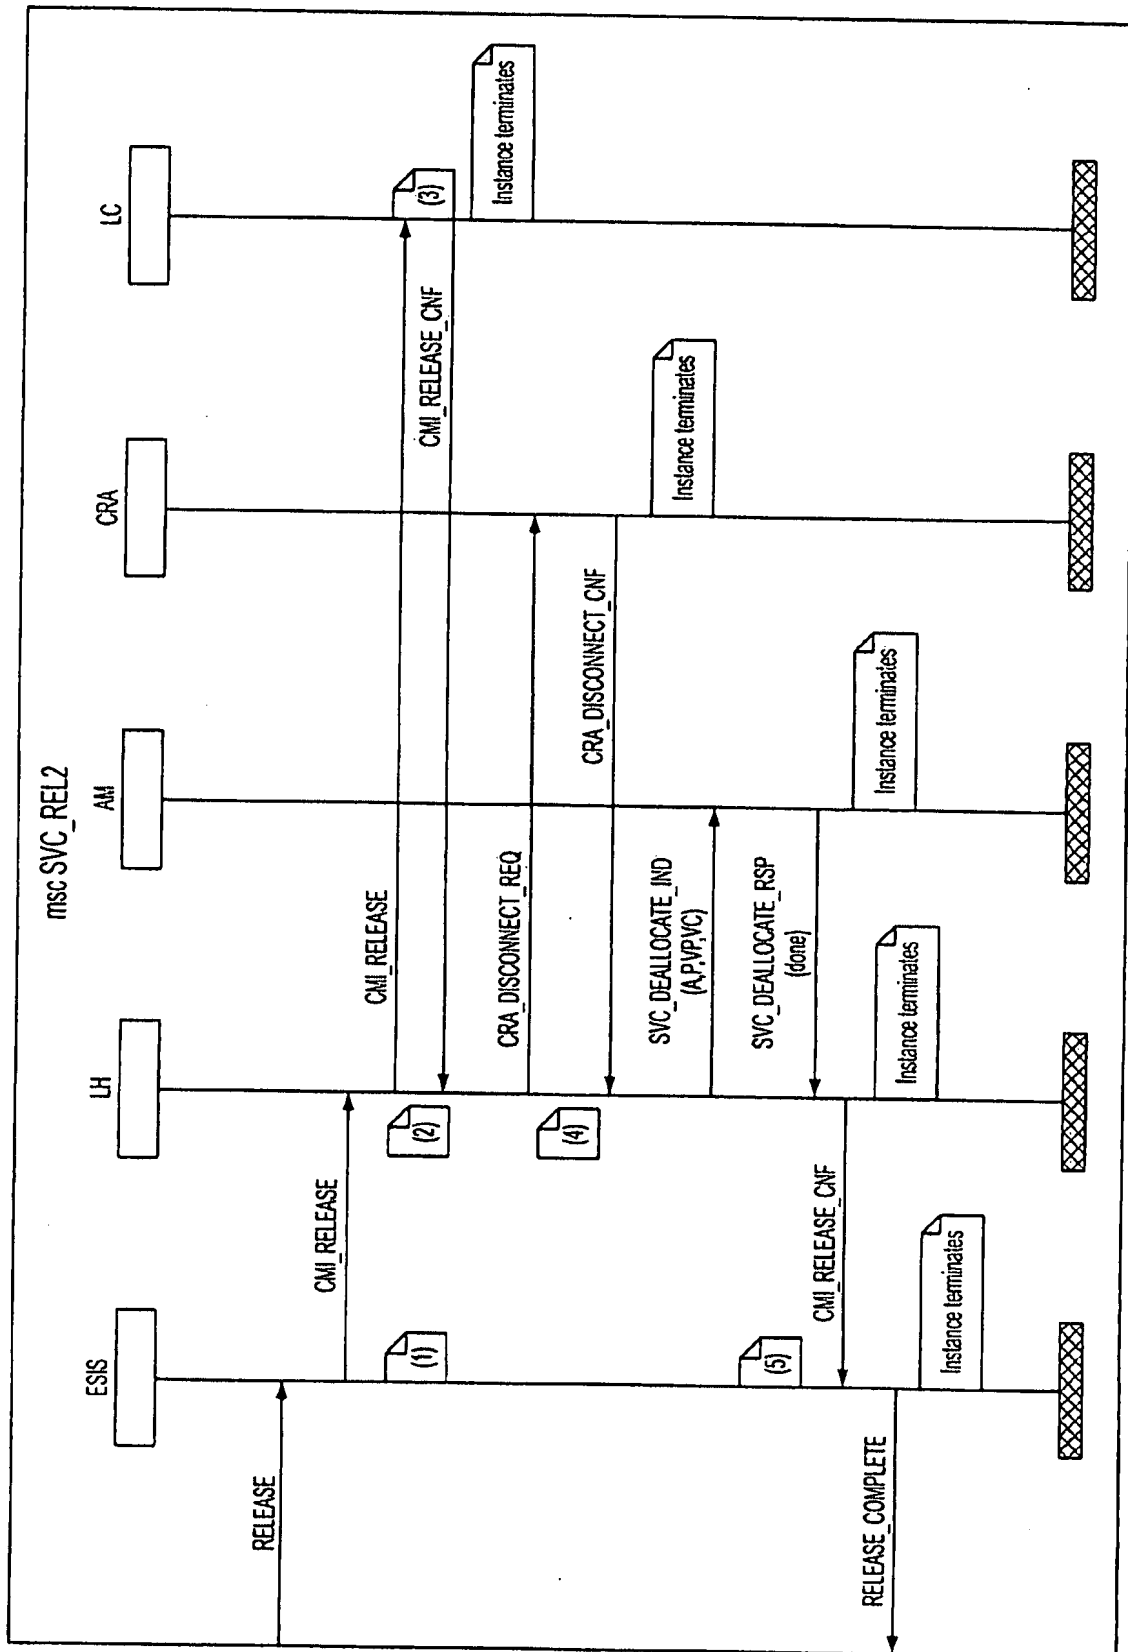 msc SVC_REL2
ESIS
LH
AM
CRA
LC
RELEASE
CMI_RELEASE
CMI_RELEASE
(1)
(2)
(3)
CMI_RELEASE_CNF
Instance terminates
CRA_DISCONNECT_REQ
(4)
CRA_DISCONNECT_CNF
Instance terminates
SVC_DEALLOCATE_IND
(A,P,VP,VC)
(5)
SVC_DEALLOCATE_RSP
(done)
CMI_RELEASE_CNF
Instance terminates
Instance terminates
RELEASE_COMPLETE
Instance terminates